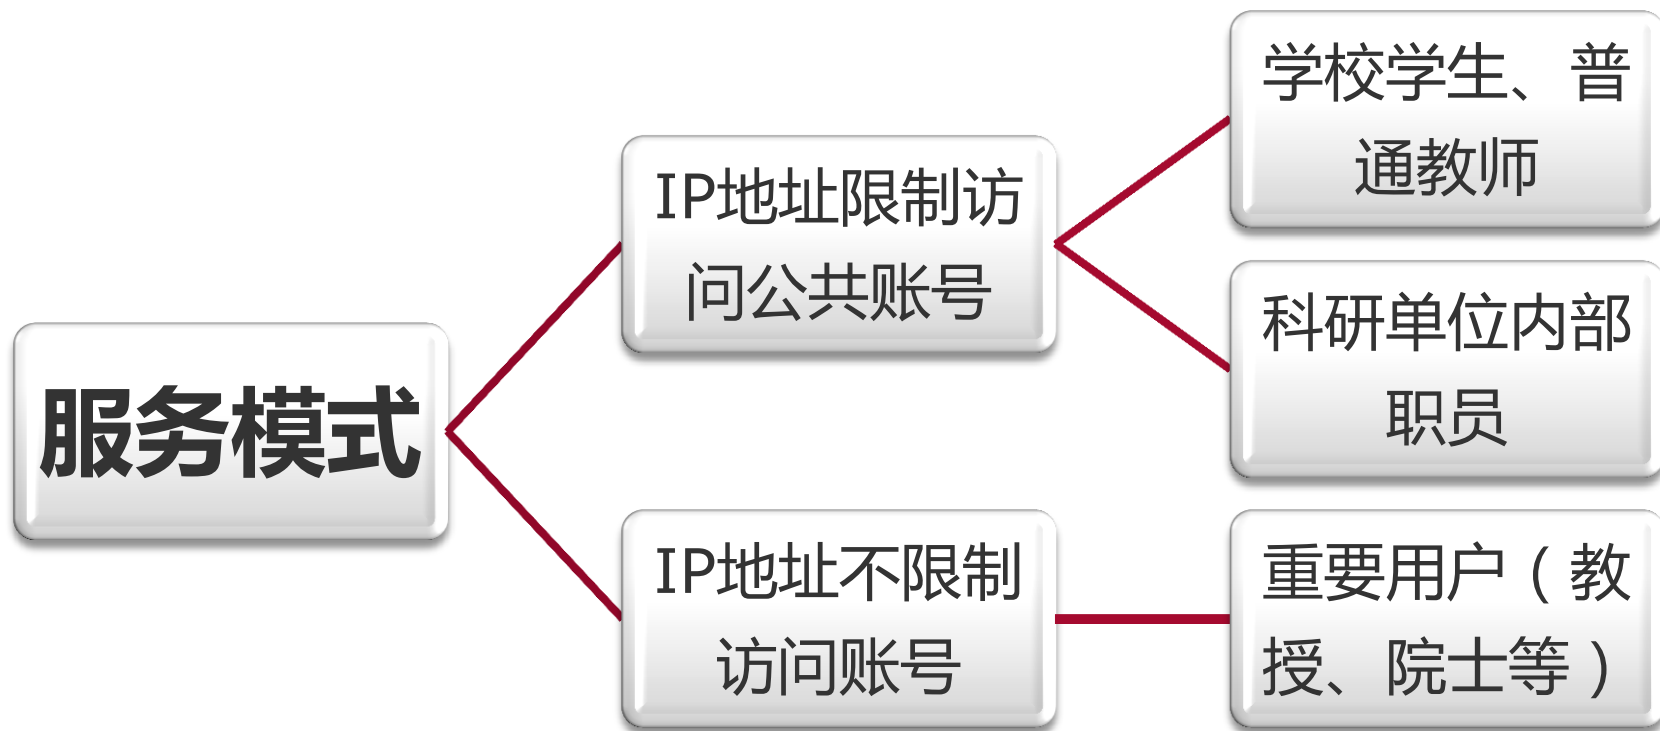 服务模式
IP地址限制访
问公共账号
学校学生、普
通教师
科研单位内部
职员
IP地址不限制
访问账号
重要用户（教
授、院士等）